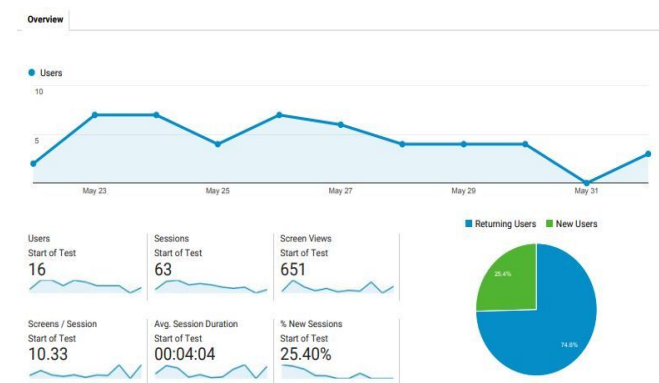 Overview
Users
10
5
May 23 May 25 May 27 May 29 May 31
Returning Users New Users
Users
Start of Test
16
Sessions
Start of Test
63
Screen Views
Start of Test
651
25.4%
74.6%
Screens / Session
Start of Test
10.33
Avg. Session Duration
Start of Test
00:04:04
% New Sessions
Start of Test
25.40%